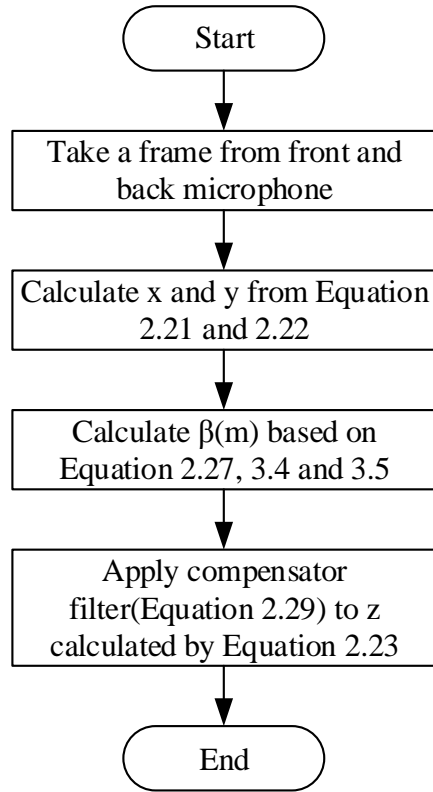 Start
Take a frame from front and
back microphone
Calculate x and y from Equation
2.21 and 2.22
Calculate β(m) based on
Equation 2.27, 3.4 and 3.5
Apply compensator
filter(Equation 2.29) to z
calculated by Equation 2.23
End